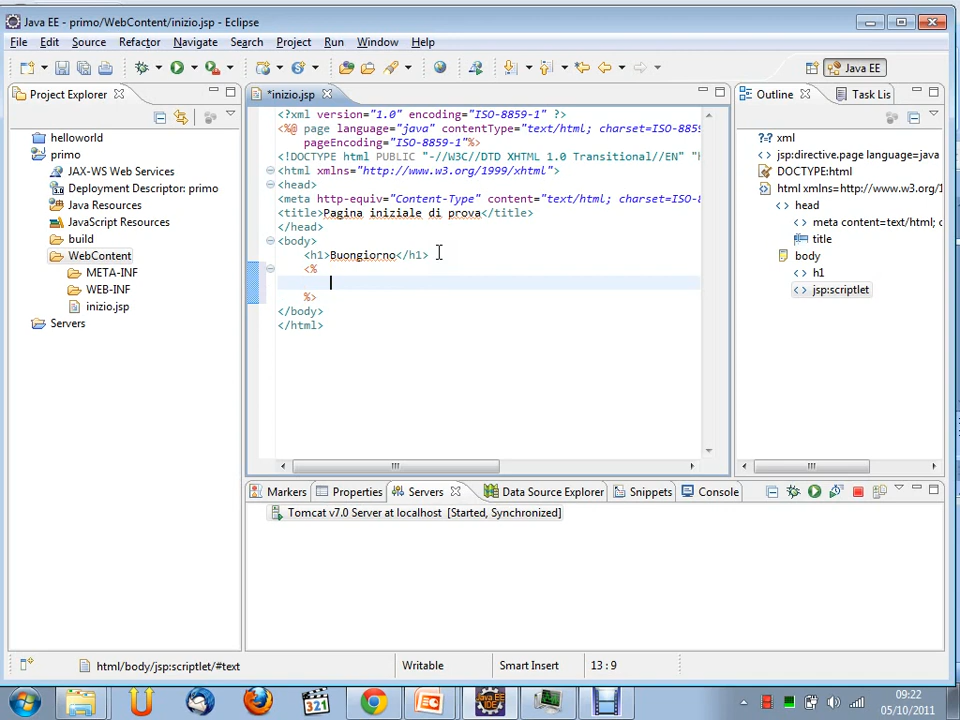 Java EE - primo/WebContent/inizio.jsp - Eclipse
File Edit Source Refactor Navigate Search Project Run Window Help
Java EE
Project Explorer
helloworld
primo
JAX-WS Web Services
Deployment Descriptor: primo
Java Resources
JavaScript Resources
build
WebContent
META-INF
WEB-INF
inizio.jsp
Servers
*inizio.jsp
<?xml version="1.0" encoding="ISO-8859-1" ?>
<%@ page language="java" contentType="text/html; charset=ISO-8859
pageEncoding="ISO-8859-1"%>
<!DOCTYPE html PUBLIC "-//W3C//DTD XHTML 1.0 Transitional//EN" "h
<html xmlns="http://www.w3.org/1999/xhtml">
<head>
<meta http-equiv="Content-Type" content="text/html; charset=ISO-8
<title>Pagina iniziale di prova</title>
</head>
<body>
<h1>Buongiorno</h1>
<%
%>
</body>
</html>
Outline Task Lis
xml
jsp:directive.page language=java
DOCTYPE:html
html xmlns=http://www.w3.org/1
head
meta content=text/html;
title
body
h1
jsp:scriptlet
Markers Properties Servers Data Source Explorer Snippets Console
Tomcat v7.0 Server at localhost [Started, Synchronized]
html/body/jsp:scriptlet/#text Writable Smart Insert 13 : 9
321
Java EE
IDE
09:22
05/10/2011